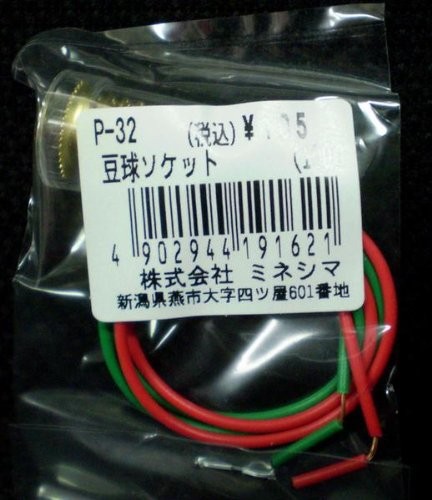 P-32 (税込) ¥105
豆球ソケット
4 902944 191621
株式会社 ミネシマ
新潟県燕市大字四ツ屋601番地